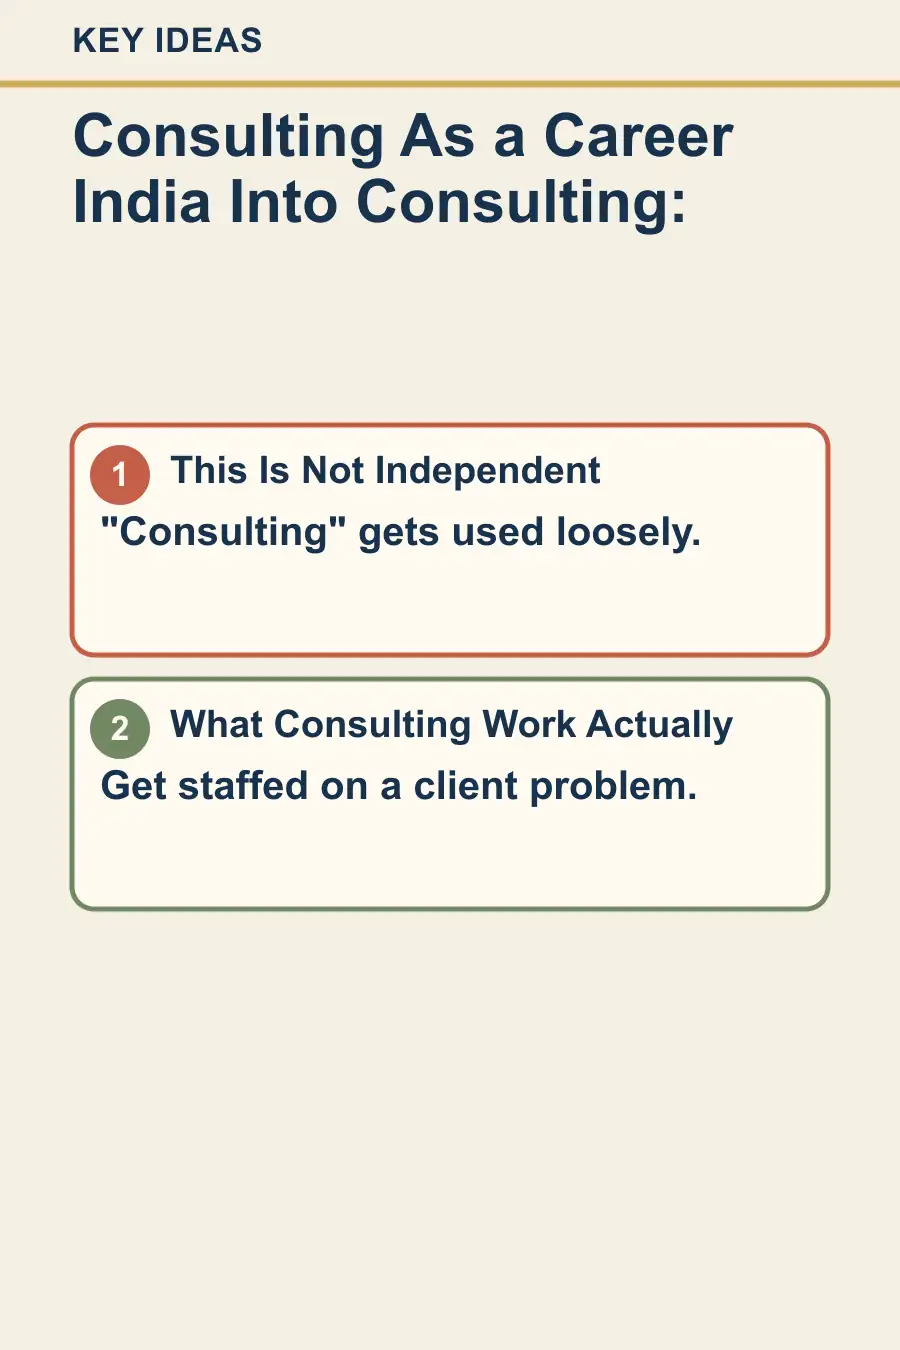 KEY IDEAS
Consulting As a Career
India Into Consulting:
1 This Is Not Independent
"Consulting" gets used loosely.
2 What Consulting Work Actually
Get staffed on a client problem.